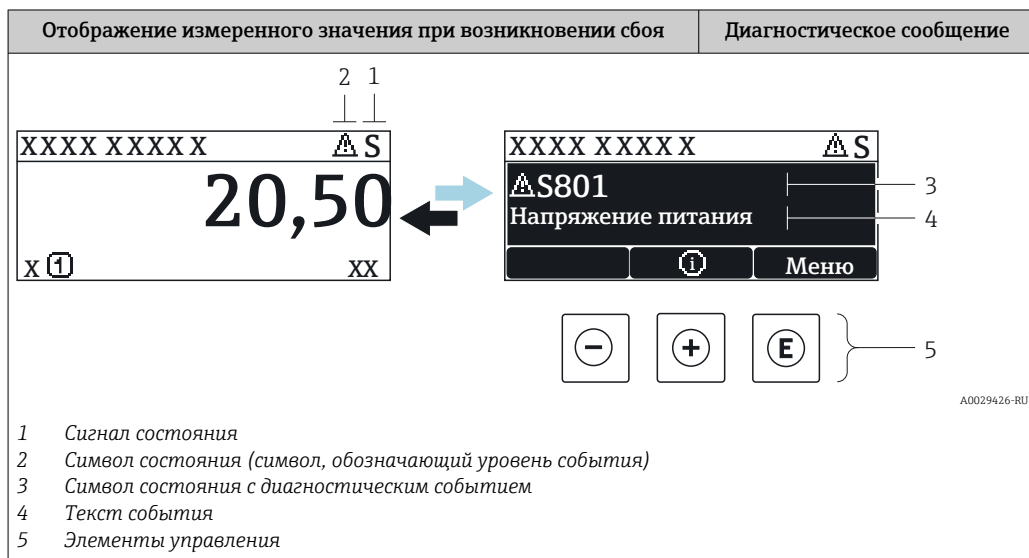 Отображение измеренного значения при возникновении сбоя
Диагностическое сообщение
2 1
XXXX XXXXX ⚠ S
20,50
X 1 XX
XXXX XXXXX ⚠ S
⚠S801
Напряжение питания
i Меню
3
4
− + E
5
A0029426-RU
1 Сигнал состояния
2 Символ состояния (символ, обозначающий уровень события)
3 Символ состояния с диагностическим событием
4 Текст события
5 Элементы управления